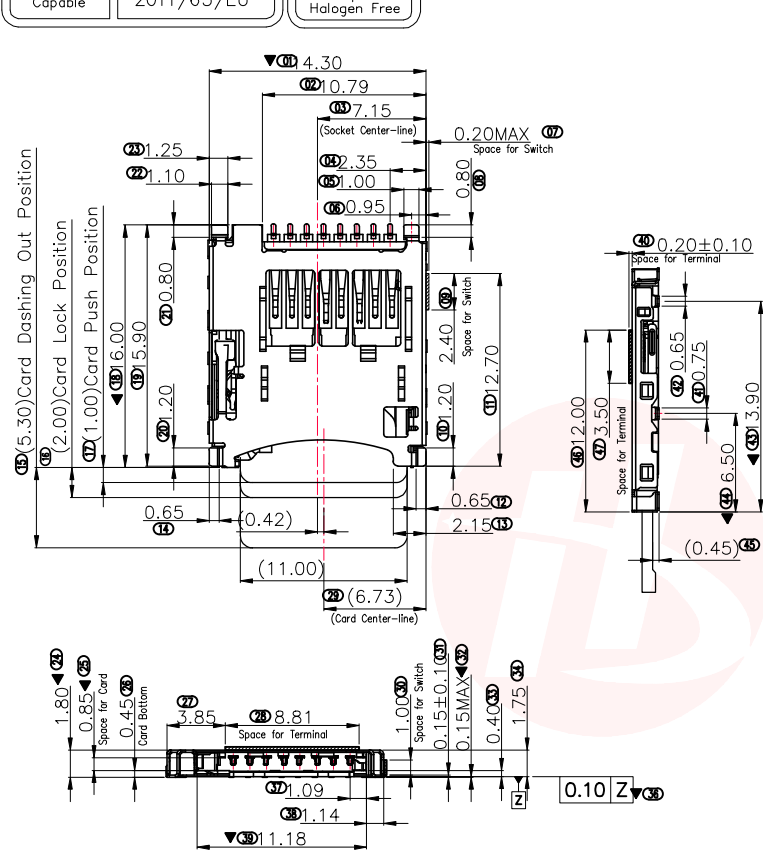 Capable
2011/65/EU
Halogen Free
▼01 14.30
02 10.79
03 7.15
(Socket Center-line)
0.20MAX 07
Space for Switch
23 1.25
22 1.10
04 2.35
05 1.00
06 0.95
0.80 08
15 (5.30)Card Dashing Out Position
16 (2.00)Card Lock Position
17 (1.00)Card Push Position
▼18 16.00
19 15.90
21 0.80
20 1.20
09 2.40
Space for Switch
10 1.20
11 12.70
0.65 12
2.15 13
0.65
14
(0.42)
(11.00)
29 (6.73)
(Card Center-line)
40 0.20±0.10
Space for Terminal
46 12.00
47 3.50
Space for Terminal
42 0.65
41 0.75
▼43 13.90
▼44 6.50
(0.45) 45
1.80▼24
0.85▼25
Space for Card
0.45 26
Card Bottom
27
3.85
28 8.81
Space for Terminal
1.00 30
Space for Switch
0.15±0.10 31
0.15MAX▼32
0.40 33
1.75 34
37 1.09
38 1.14
▼39 11.18
Z
0.10 Z ▼36